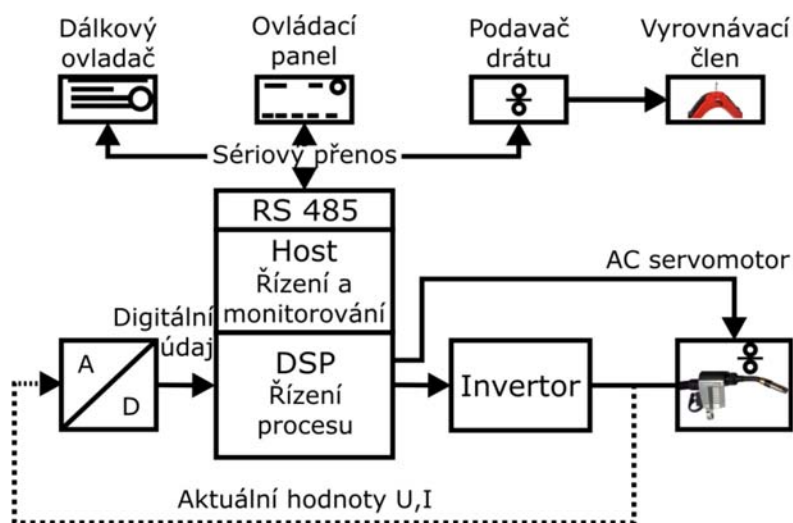 Dálkový
ovladač
Ovládací
panel
Podavač
drátu
Vyrovnávací
člen
Sériový přenos
RS 485
Host
Řízení a
monitorování
AC servomotor
Digitální
údaj
A
D
DSP
Řízení
procesu
Invertor
Aktuální hodnoty U,I